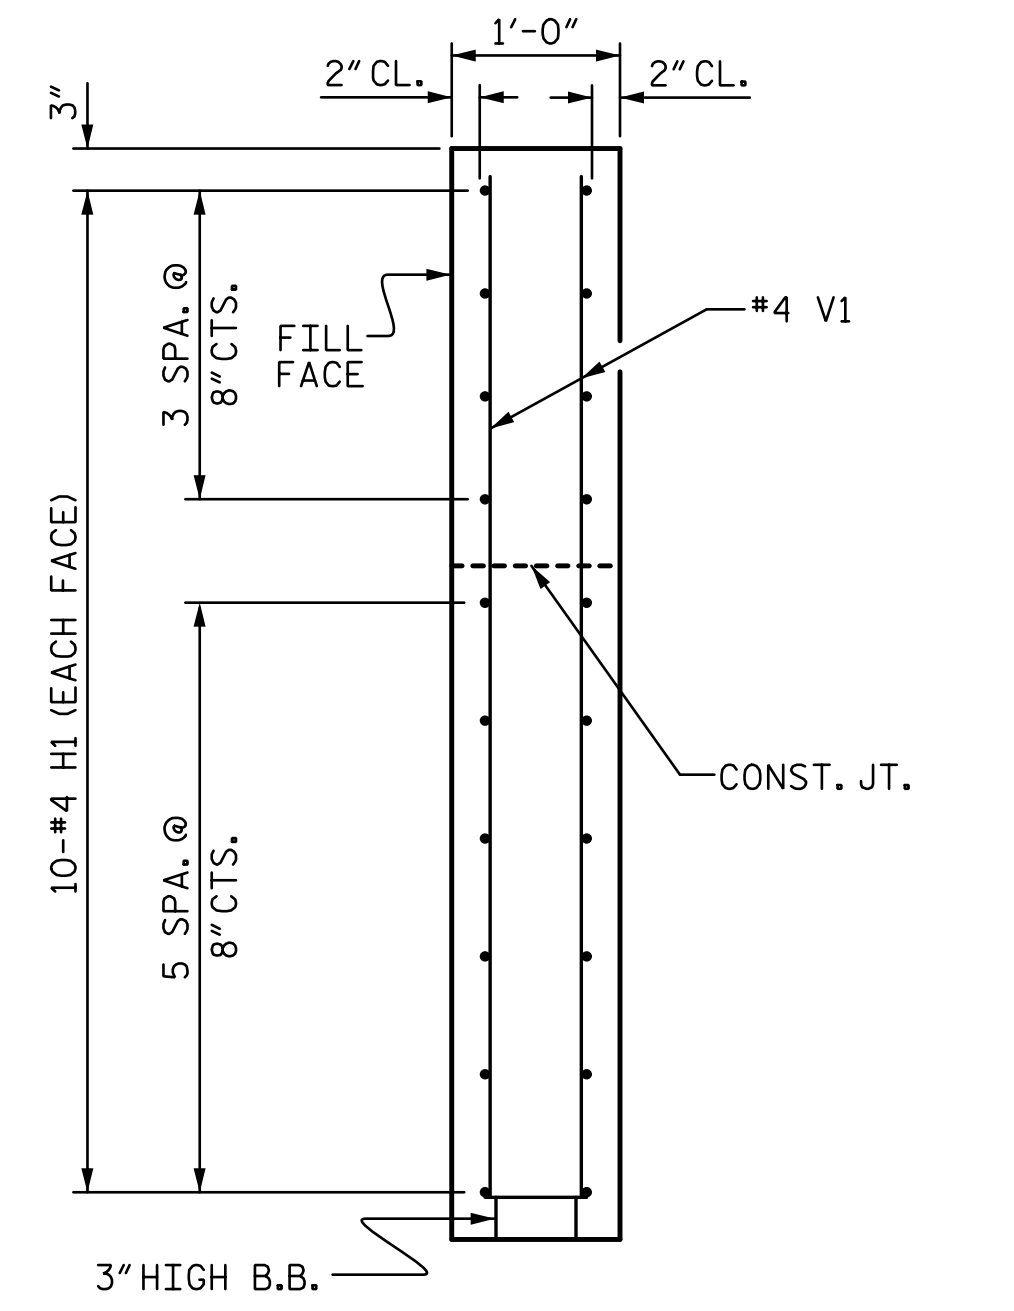 1'-0"
2" CL.
2" CL.
3"
3 SPA. @
8" CTS.
FILL
FACE
#4 V1
10-#4 H1 (EACH FACE)
CONST. JT.
5 SPA. @
8" CTS.
3" HIGH B.B.